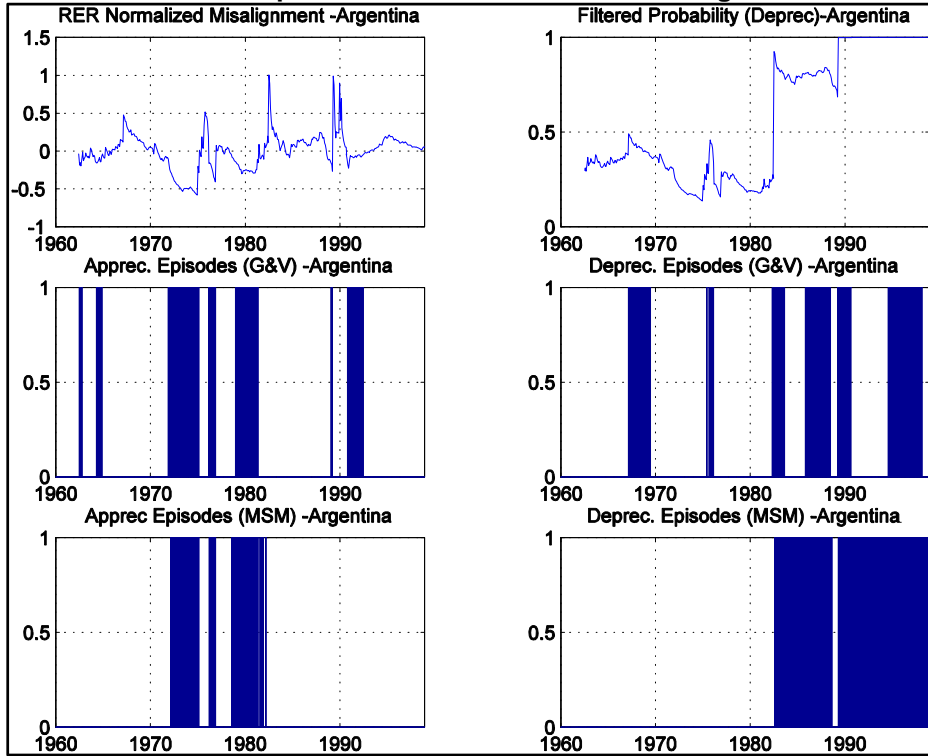 RER Normalized Misalignment -Argentina
1.5
1
0.5
0
-0.5
-1
1960 1970 1980 1990
Filtered Probability (Deprec)-Argentina
1
0.5
0
1960 1970 1980 1990
Apprec. Episodes (G&V) -Argentina
1
0.5
0
1960 1970 1980 1990
Deprec. Episodes (G&V) -Argentina
1
0.5
0
1960 1970 1980 1990
Apprec Episodes (MSM) -Argentina
1
0.5
0
1960 1970 1980 1990
Deprec. Episodes (MSM) -Argentina
1
0.5
0
1960 1970 1980 1990